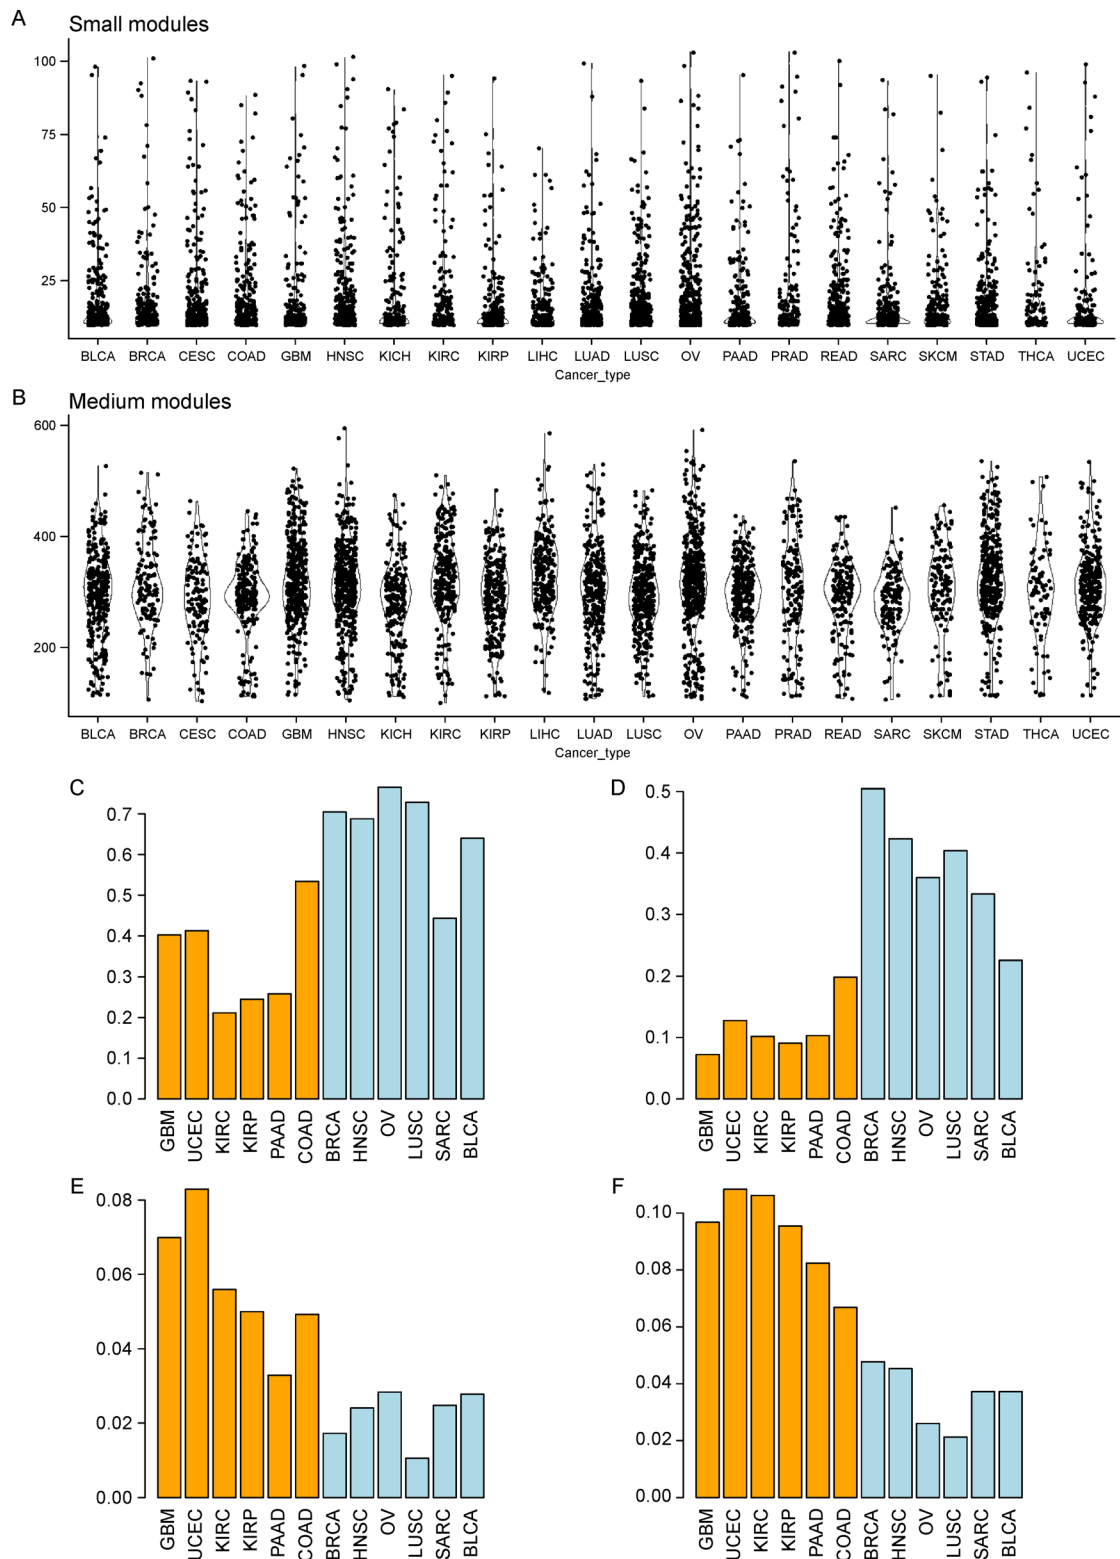 A
Small modules
100
75
50
25
BLCA BRCA CESC COAD GBM HNSC KICH KIRC KIRP LIHC LUAD LUSC OV PAAD PRAD READ SARC SKCM STAD THCA UCEC
Cancer_type
B
Medium modules
600
400
200
BLCA BRCA CESC COAD GBM HNSC KICH KIRC KIRP LIHC LUAD LUSC OV PAAD PRAD READ SARC SKCM STAD THCA UCEC
Cancer_type
C
0.7
0.6
0.5
0.4
0.3
0.2
0.1
0.0
GBM UCEC KIRC KIRP PAAD COAD BRCA HNSC OV LUSC SARC BLCA
D
0.5
0.4
0.3
0.2
0.1
0.0
GBM UCEC KIRC KIRP PAAD COAD BRCA HNSC OV LUSC SARC BLCA
E
0.08
0.06
0.04
0.02
0.00
GBM UCEC KIRC KIRP PAAD COAD BRCA HNSC OV LUSC SARC BLCA
F
0.10
0.08
0.06
0.04
0.02
0.00
GBM UCEC KIRC KIRP PAAD COAD BRCA HNSC OV LUSC SARC BLCA